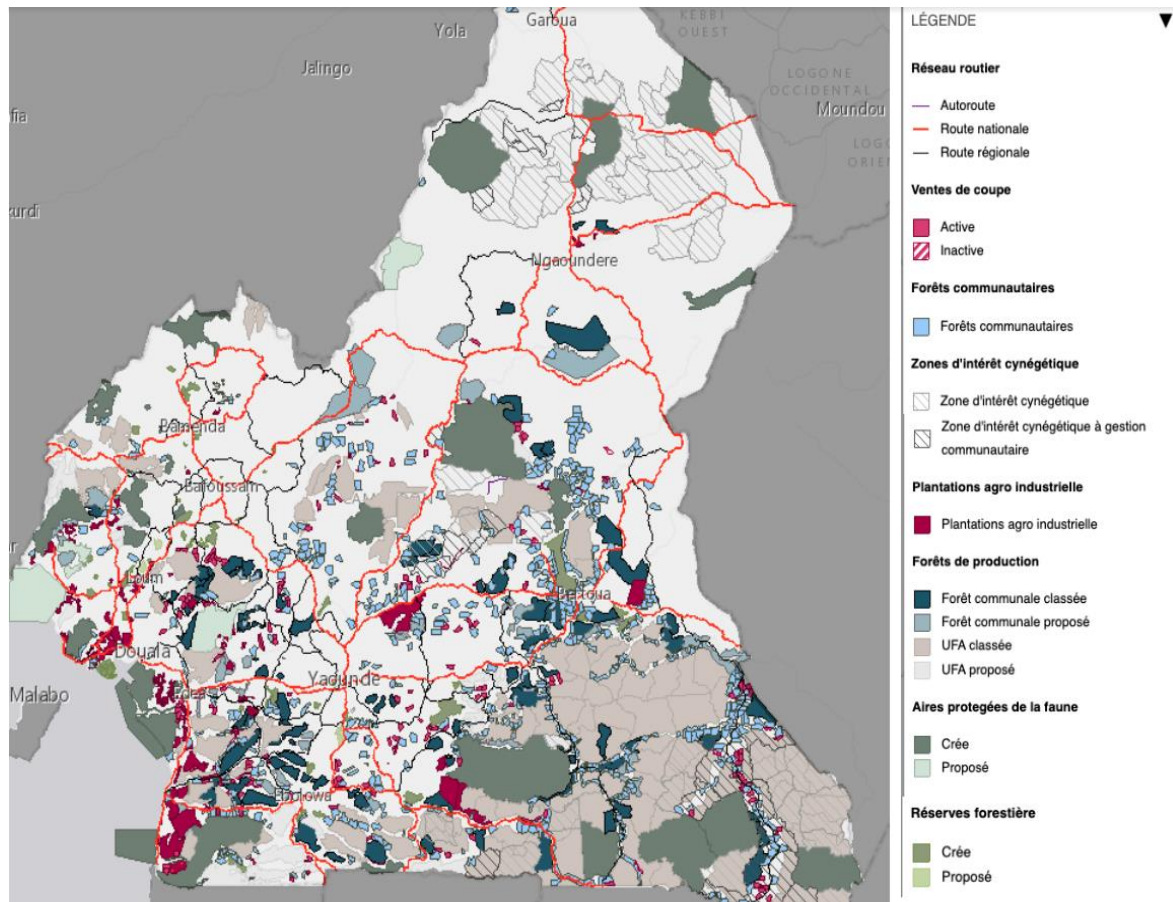 Garoua
KEBBI
OUEST
Yola
Jalingo
LOGONE
OCCIDENTAL
Moundou
fia
LOGO
ORIEN
kurdi
Ngaoundere
Bamenda
Bafoussam
Loum
Bertoua
Douala
Malabo
Edea
Yaounde
Ebolowa
LÉGENDE
Réseau routier
Autoroute
Route nationale
Route régionale
Ventes de coupe
Active
Inactive
Forêts communautaires
Forêts communautaires
Zones d'intérêt cynégétique
Zone d'intérêt cynégétique
Zone d'intérêt cynégétique à gestion
communautaire
Plantations agro industrielle
Plantations agro industrielle
Forêts de production
Forêt communale classée
Forêt communale proposé
UFA classée
UFA proposé
Aires protegées de la faune
Crée
Proposé
Réserves forestière
Crée
Proposé